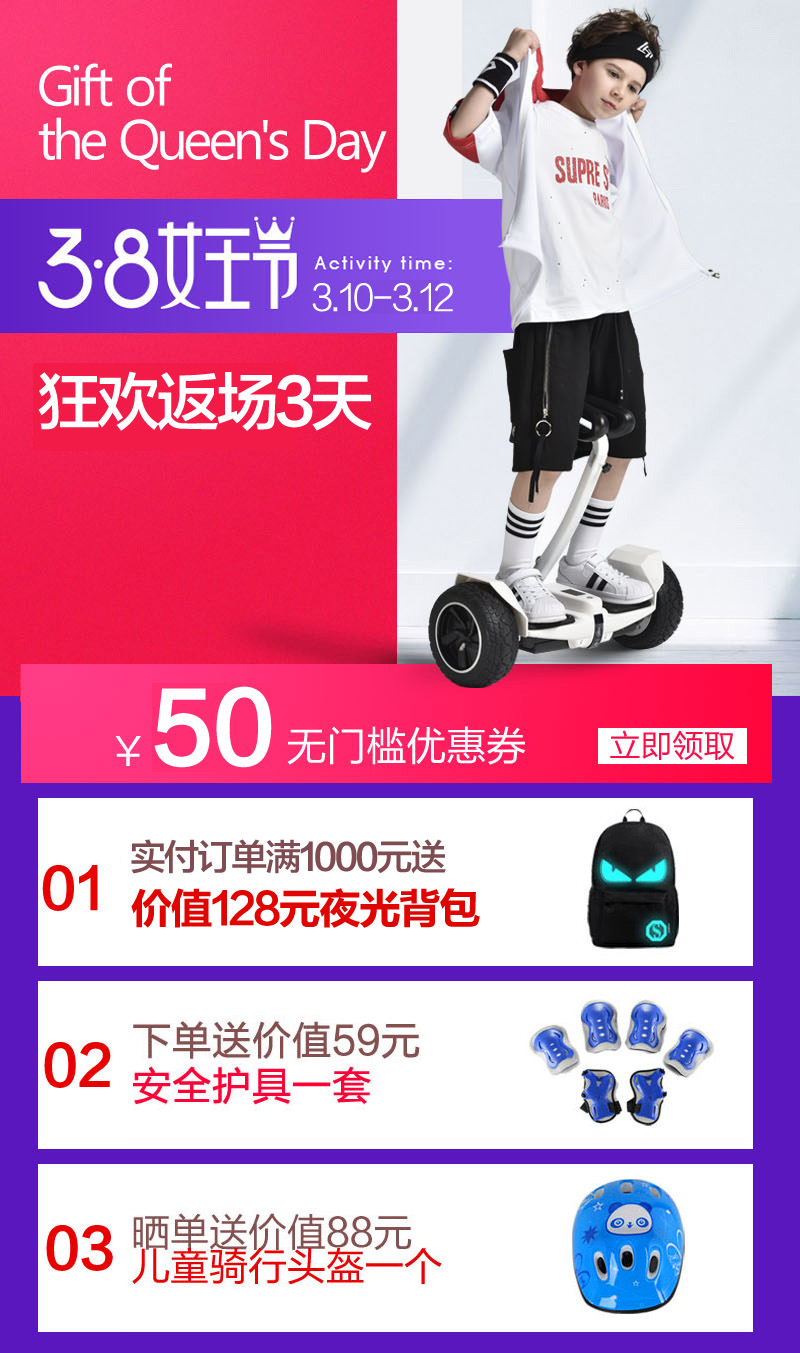 Gift of
the Queen's Day
3·8女王节
Activity time:
3.10-3.12
狂欢返场3天
SUPRE S
PARIS
¥50无门槛优惠券
立即领取
01
实付订单满1000元送
价值128元夜光背包
02
下单送价值59元
安全护具一套
03
晒单送价值88元
儿童骑行头盔一个